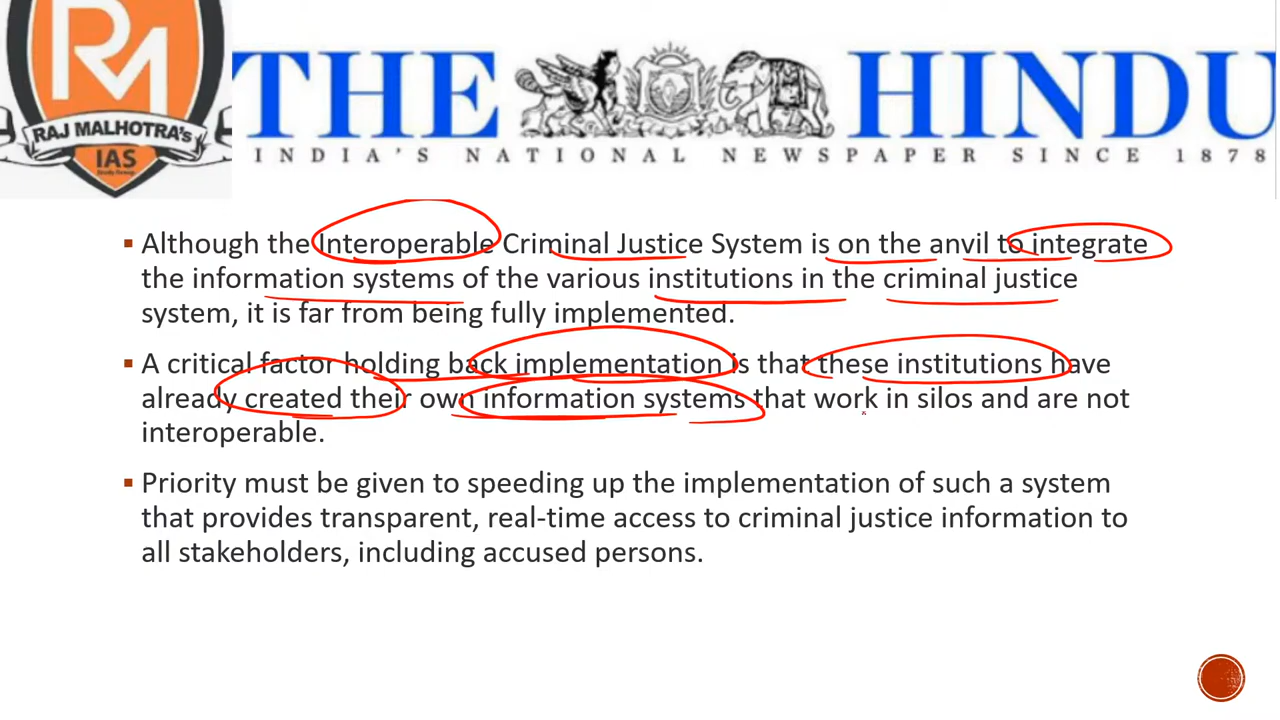 RM
RAJ MALHOTRA's
IAS
THE HINDU
INDIA'S NATIONAL NEWSPAPER SINCE 1878
Although the Interoperable Criminal Justice System is on the anvil to integrate
the information systems of the various institutions in the criminal justice
system, it is far from being fully implemented.
A critical factor holding back implementation is that these institutions have
already created their own information systems that work in silos and are not
interoperable.
Priority must be given to speeding up the implementation of such a system
that provides transparent, real-time access to criminal justice information to
all stakeholders, including accused persons.